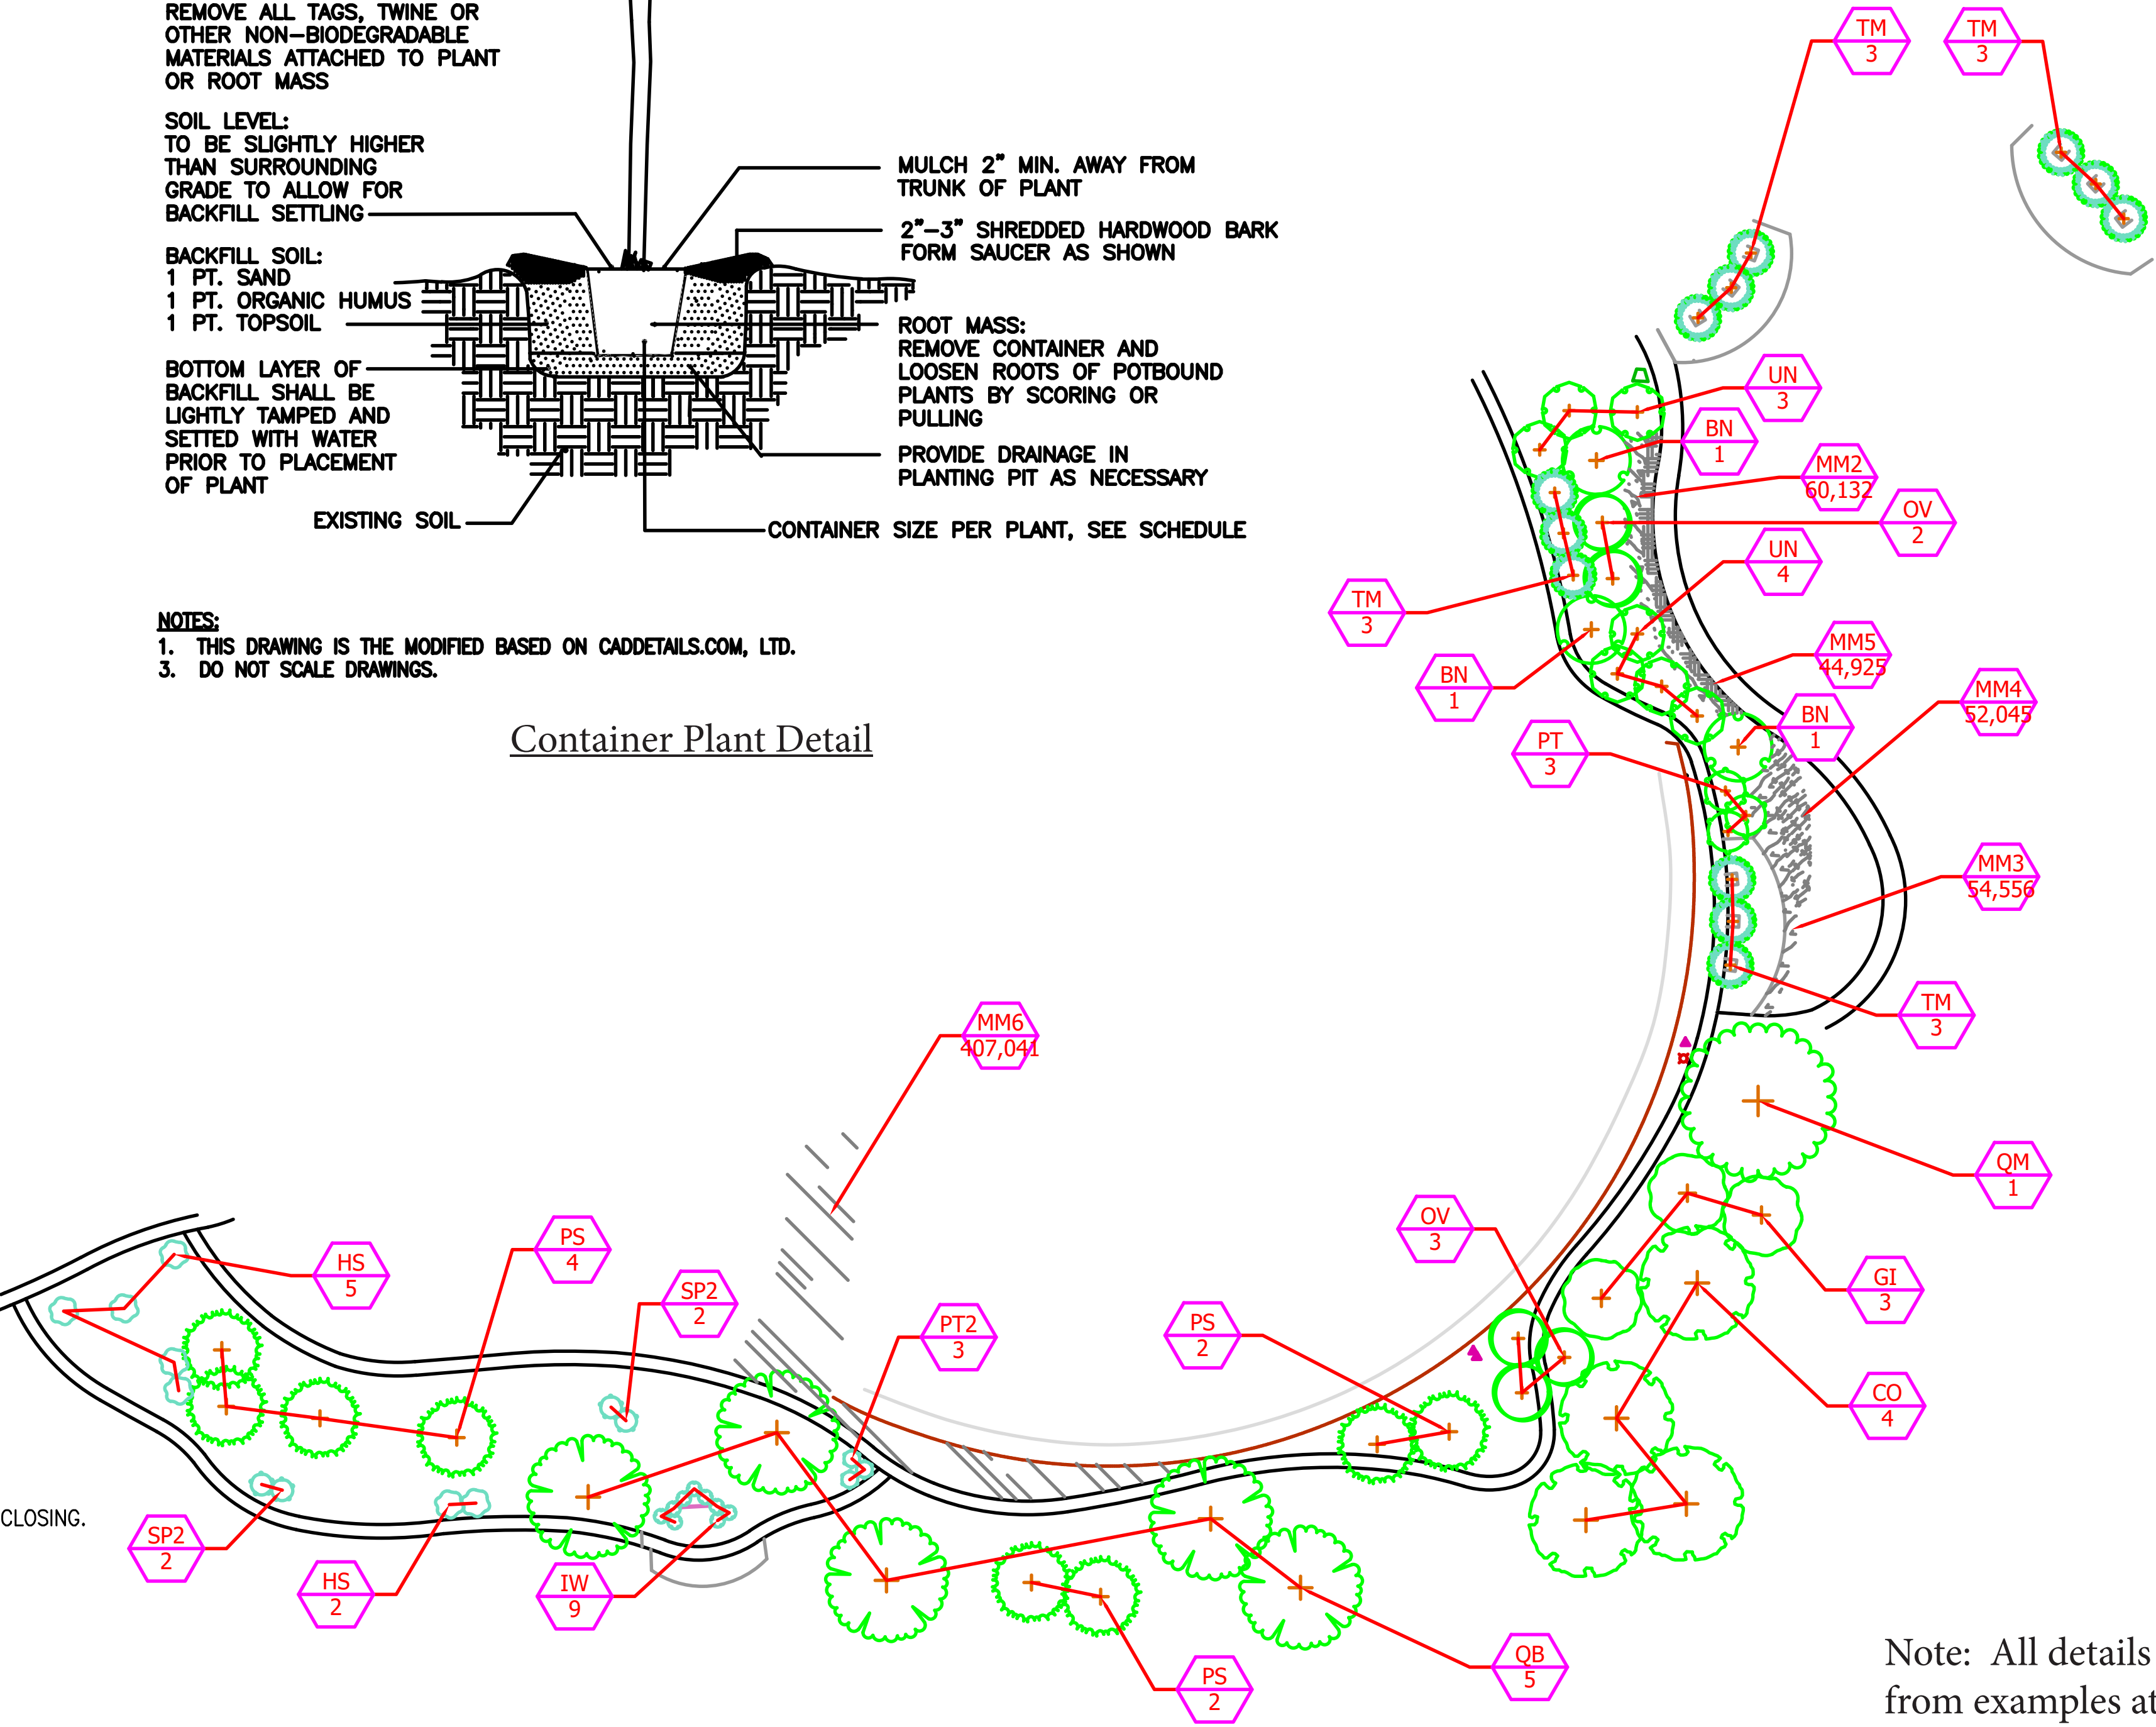 REMOVE ALL TAGS, TWINE OR
OTHER NON-BIODEGRADABLE
MATERIALS ATTACHED TO PLANT
OR ROOT MASS
SOIL LEVEL:
TO BE SLIGHTLY HIGHER
THAN SURROUNDING
GRADE TO ALLOW FOR
BACKFILL SETTLING
BACKFILL SOIL:
1 PT. SAND
1 PT. ORGANIC HUMUS
1 PT. TOPSOIL
BOTTOM LAYER OF
BACKFILL SHALL BE
LIGHTLY TAMPED AND
SETTED WITH WATER
PRIOR TO PLACEMENT
OF PLANT
EXISTING SOIL
MULCH 2" MIN. AWAY FROM
TRUNK OF PLANT
2"-3" SHREDDED HARDWOOD BARK
FORM SAUCER AS SHOWN
ROOT MASS:
REMOVE CONTAINER AND
LOOSEN ROOTS OF POTBOUND
PLANTS BY SCORING OR
PULLING
PROVIDE DRAINAGE IN
PLANTING PIT AS NECESSARY
CONTAINER SIZE PER PLANT, SEE SCHEDULE
NOTES:
1. THIS DRAWING IS THE MODIFIED BASED ON CADDETAILS.COM, LTD.
3. DO NOT SCALE DRAWINGS.
Container Plant Detail
TM
3
TM
3
UN
3
BN
1
MM2
60,132
OV
2
UN
4
TM
3
MM5
44,925
BN
1
MM4
52,045
BN
1
PT
3
MM3
54,556
TM
3
MM6
407,041
QM
1
OV
3
PS
4
HS
5
SP2
2
GI
3
PT2
3
PS
2
CO
4
CLOSING.
SP2
2
HS
2
IW
9
QB
5
PS
2
Note: All details
from examples at